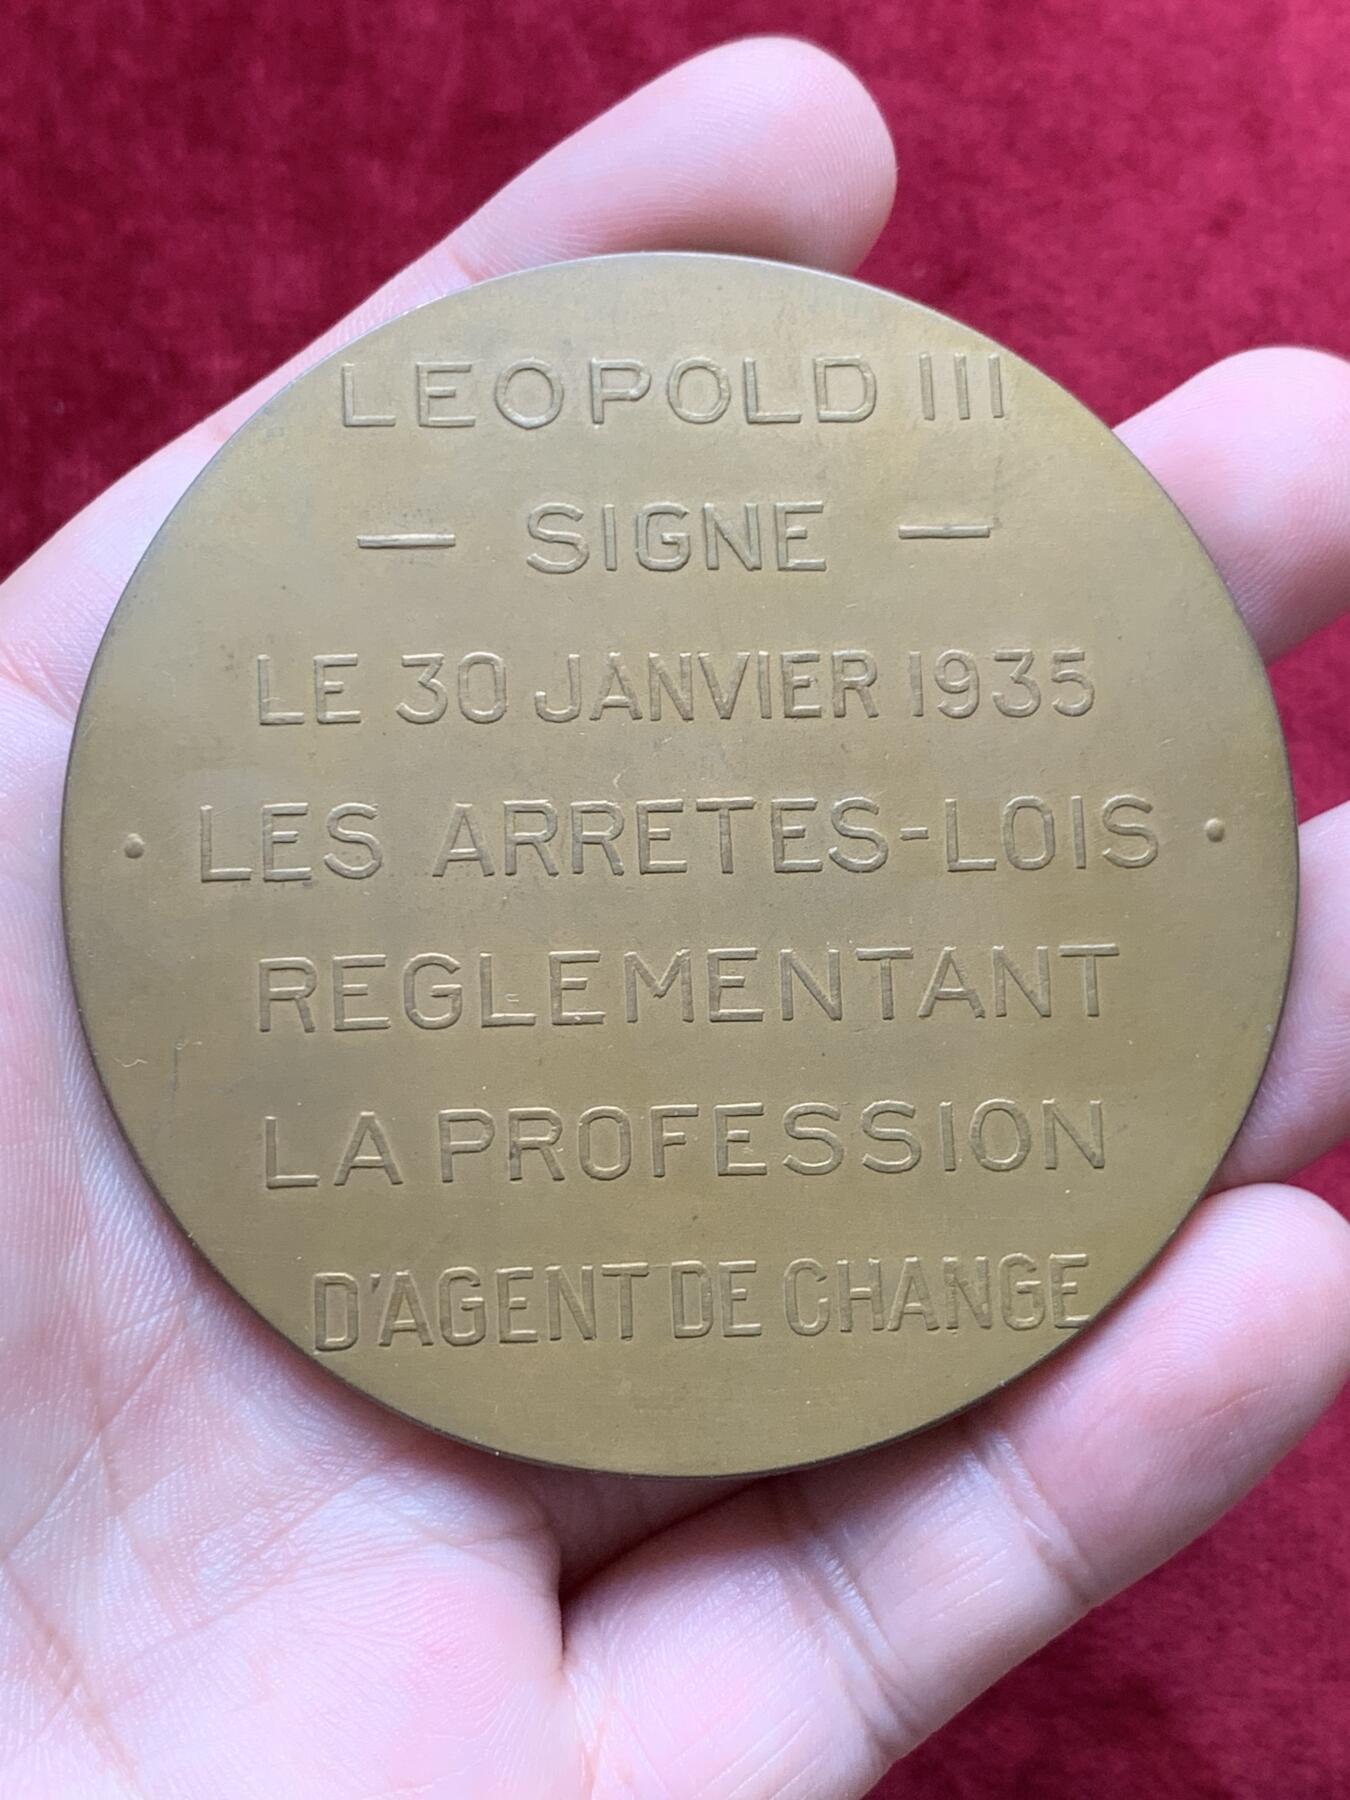 LEOPOLD III
— SIGNE —
LE 30 JANVIER 1935
· LES ARRETES-LOIS ·
REGLEMENTANT
LA PROFESSION
D'AGENT DE CHANGE